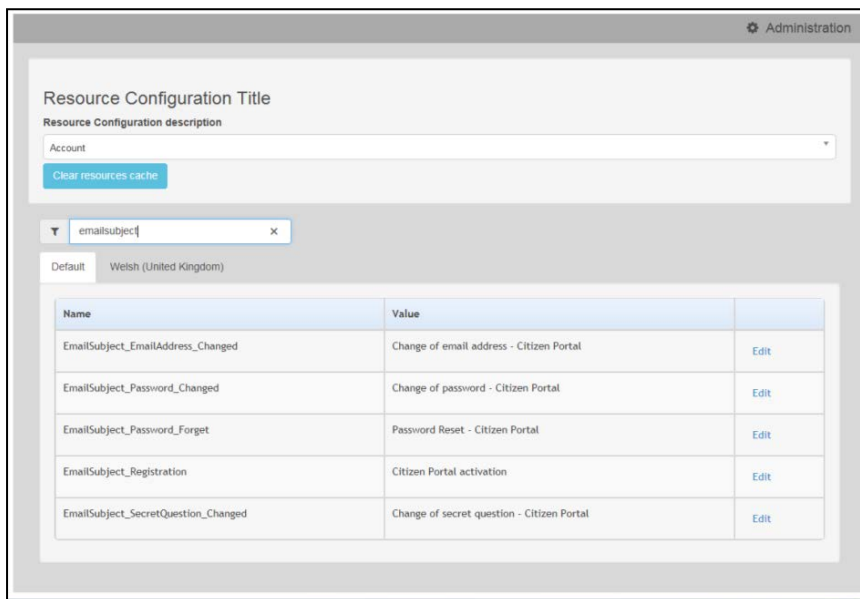 Administration
Resource Configuration Title
Resource Configuration description
Account
Clear resources cache
emailsubject
Default Welsh (United Kingdom)
Name Value
EmailSubject_EmailAddress_Changed Change of email address - Citizen Portal Edit
EmailSubject_Password_Changed Change of password - Citizen Portal Edit
EmailSubject_Password_Forget Password Reset - Citizen Portal Edit
EmailSubject_Registration Citizen Portal activation Edit
EmailSubject_SecretQuestion_Changed Change of secret question - Citizen Portal Edit